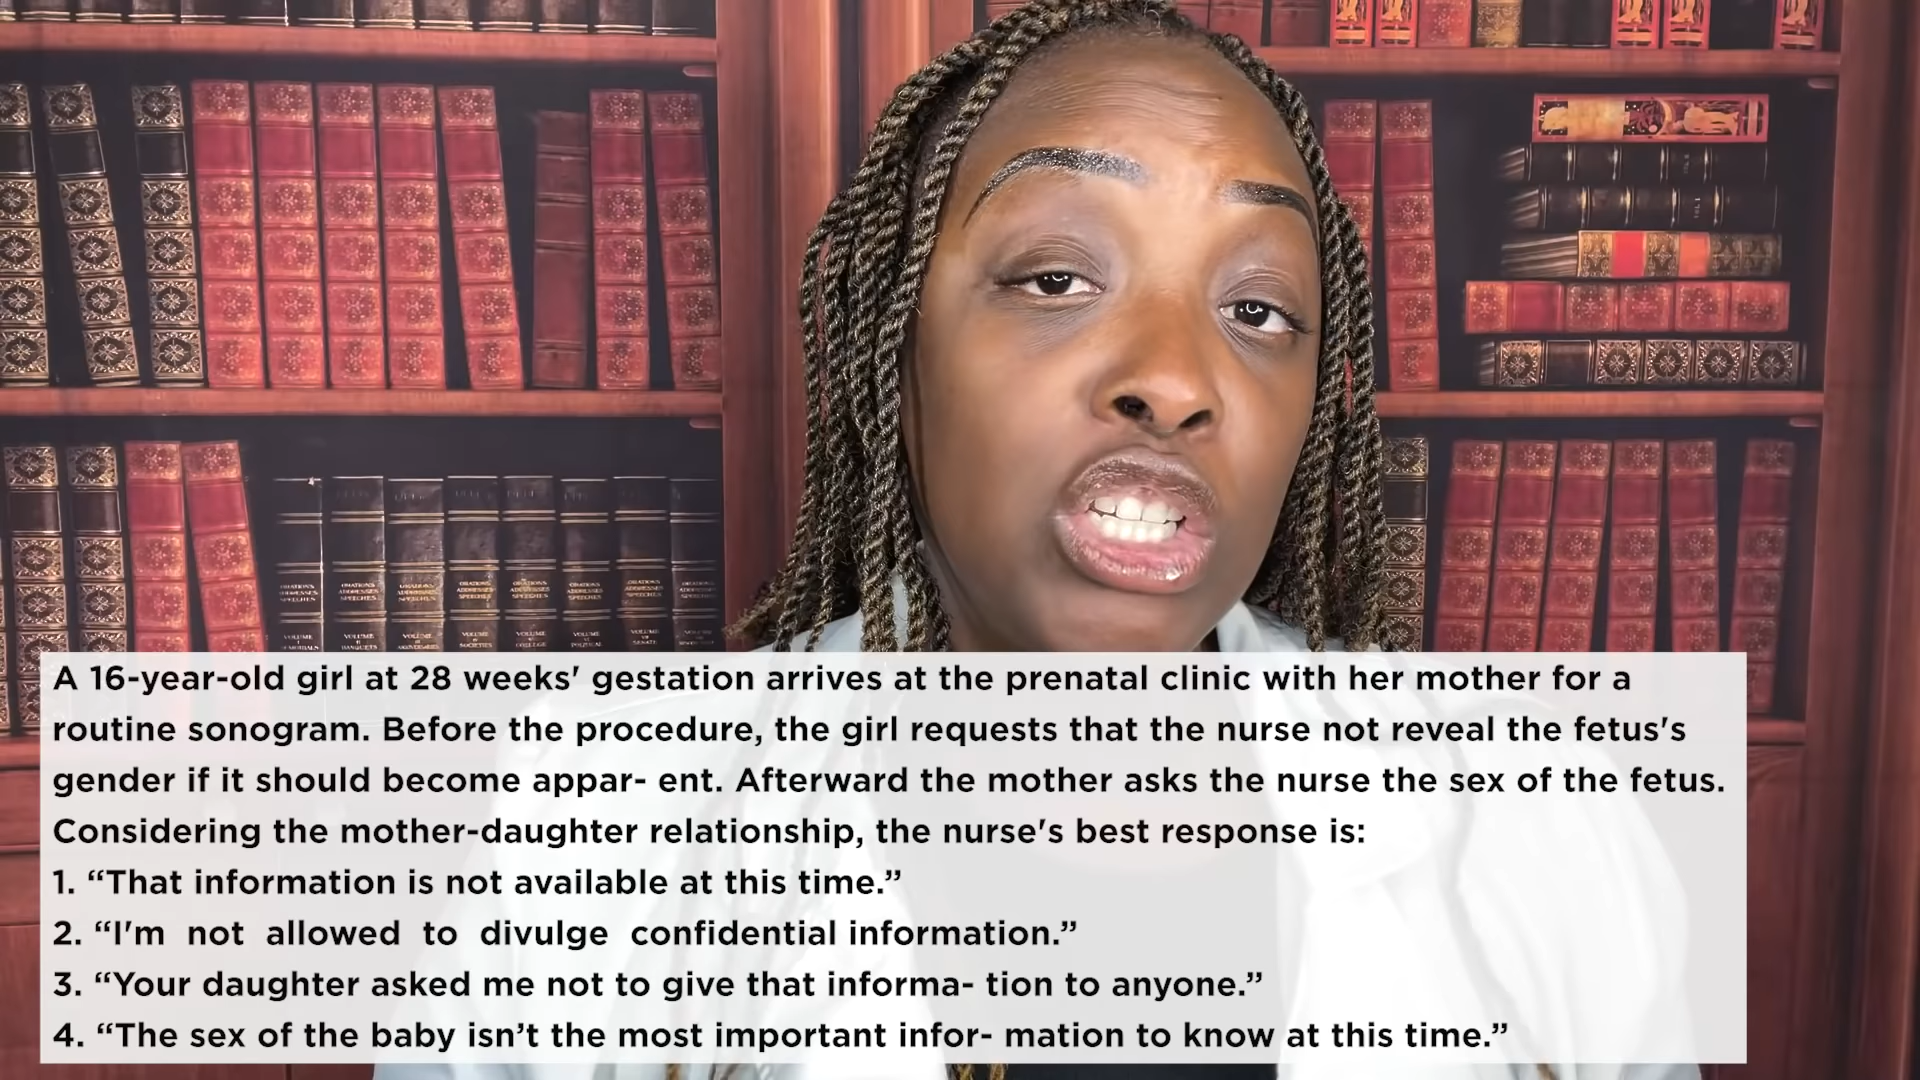 ORATIONS ADDRESSES SPEECHES
VOLUME
A 16-year-old girl at 28 weeks' gestation arrives at the prenatal clinic with her mother for a
routine sonogram. Before the procedure, the girl requests that the nurse not reveal the fetus's
gender if it should become appar- ent. Afterward the mother asks the nurse the sex of the fetus.
Considering the mother-daughter relationship, the nurse's best response is:
1. “That information is not available at this time.”
2. “I'm not allowed to divulge confidential information.”
3. “Your daughter asked me not to give that informa- tion to anyone.”
4. “The sex of the baby isn’t the most important infor- mation to know at this time.”